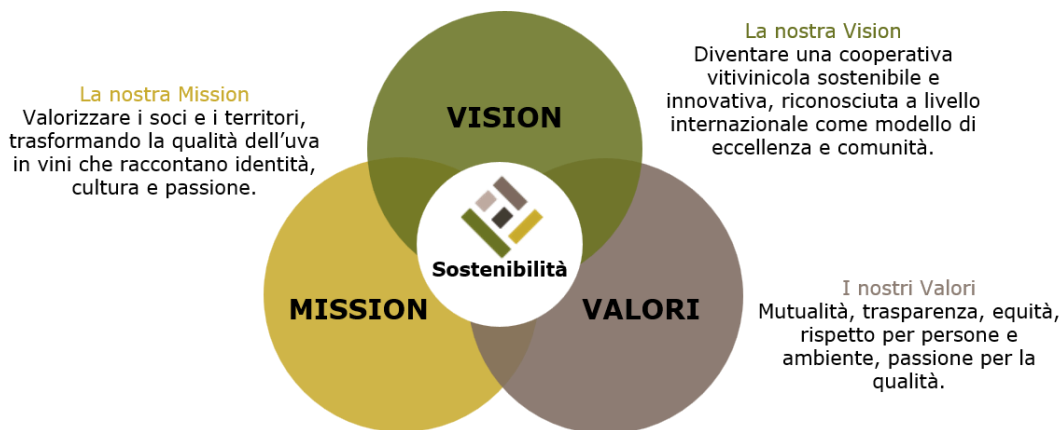 La nostra Mission
Valorizzare i soci e i territori,
trasformando la qualità dell’uva
in vini che raccontano identità,
cultura e passione.
La nostra Vision
Diventare una cooperativa
vitivinicola sostenibile e
innovativa, riconosciuta a livello
internazionale come modello di
eccellenza e comunità.
VISION
Sostenibilità
MISSION
VALORI
I nostri Valori
Mutualità, trasparenza, equità,
rispetto per persone e
ambiente, passione per la
qualità.